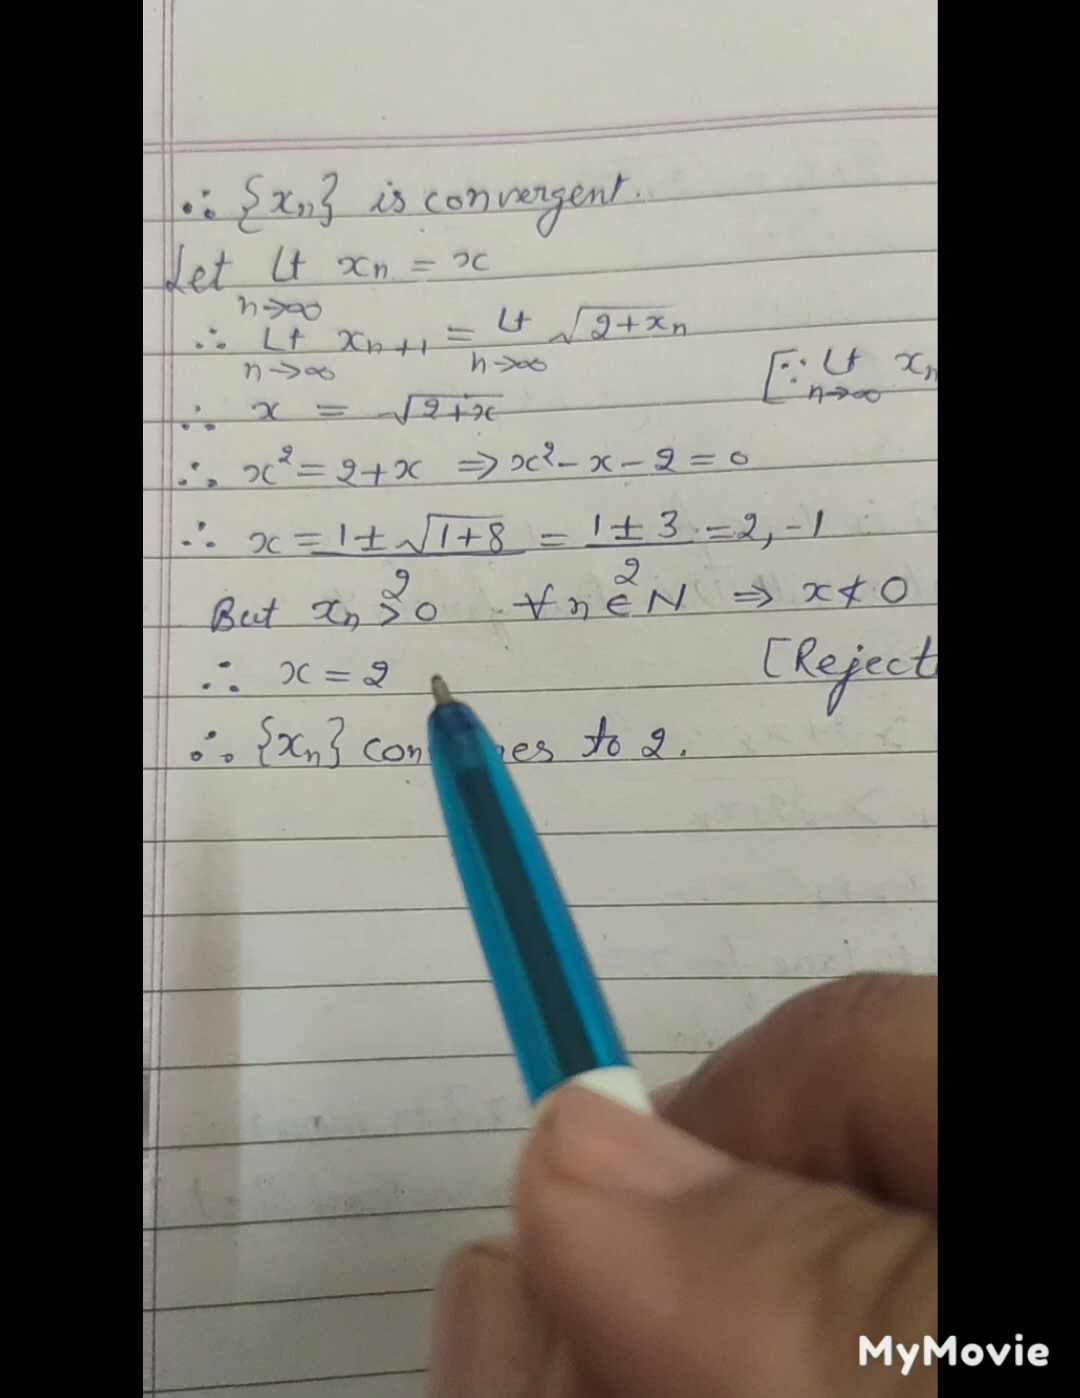 ∴ {xn} is convergent.
Let Lt xn = x
n→∞
∴ Lt xn+1 = Lt √2+xn
n→∞ n→∞
[∵ Lt xn
n→∞
∴ x = √2+x
∴ x² = 2+x ⇒ x²-x-2 = 0
∴ x = 1±√1+8 = 1±3 = 2, -1
2 2
But xn > 0 ∀ n ∈ N ⇒ x ≮ 0
∴ x = 2 [Reject
∴ {xn} con es to 2.
MyMovie